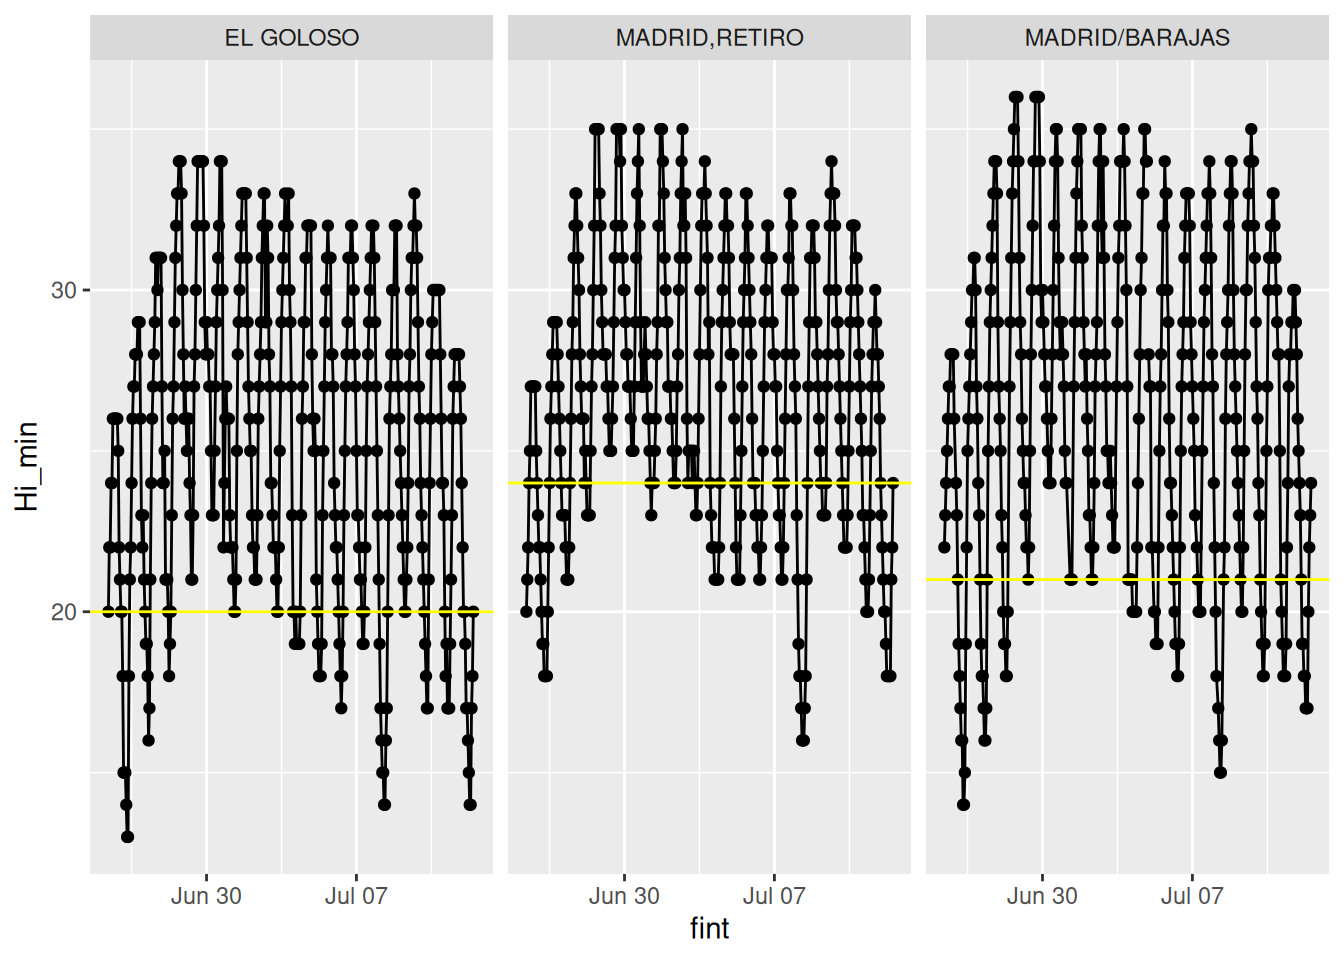 EL GOLOSO
MADRID,RETIRO
MADRID/BARAJAS
Hi_min
30
20
Jun 30
Jul 07
Jun 30
Jul 07
Jun 30
Jul 07
fint